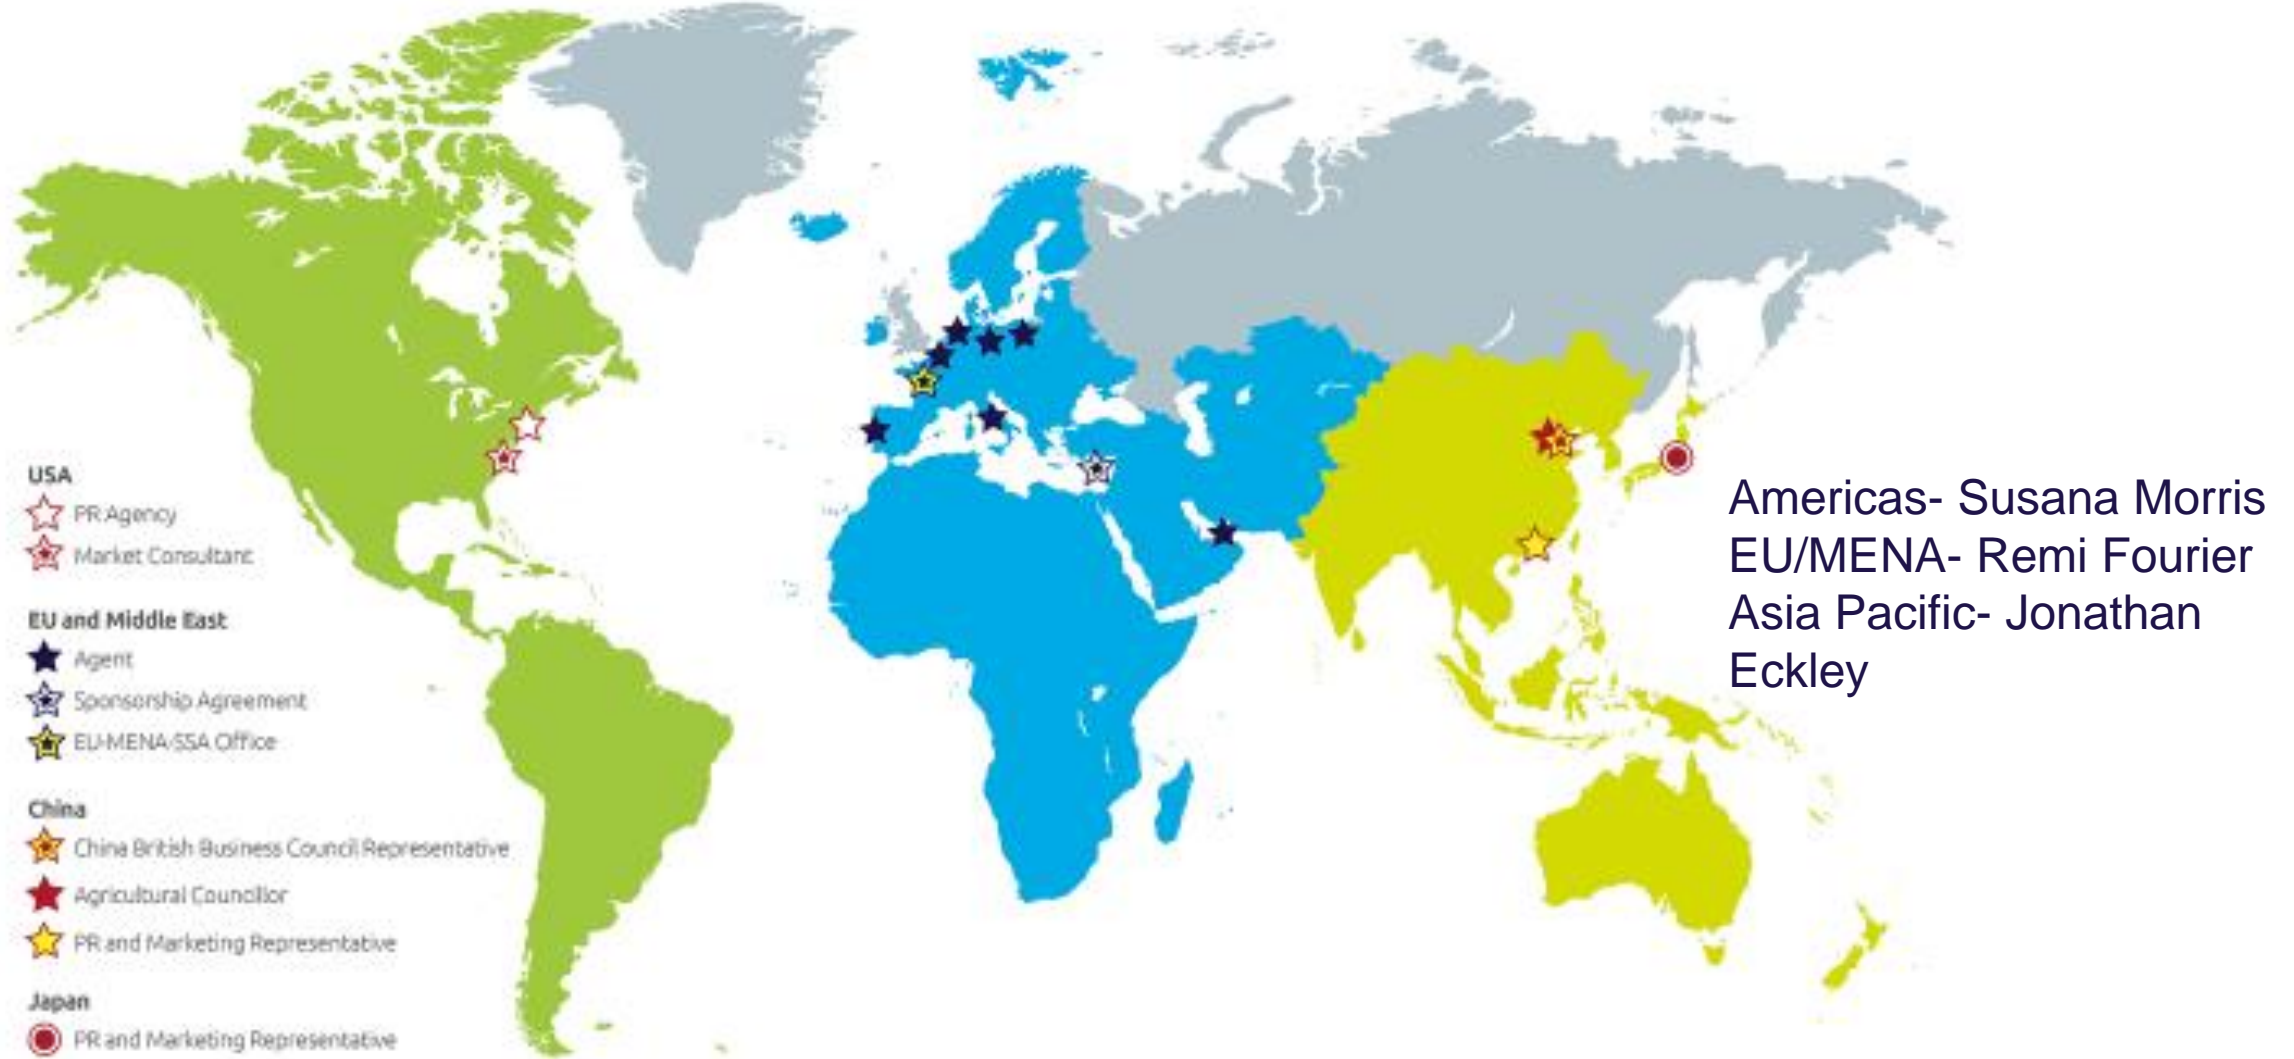 USA
PR Agency
Market Consultant
EU and Middle East
Agent
Sponsorship Agreement
EU-MENA-SSA Office
China
China British Business Council Representative
Agricultural Councillor
PR and Marketing Representative
Japan
PR and Marketing Representative
Americas- Susana Morris
EU/MENA- Remi Fourier
Asia Pacific- Jonathan
Eckley